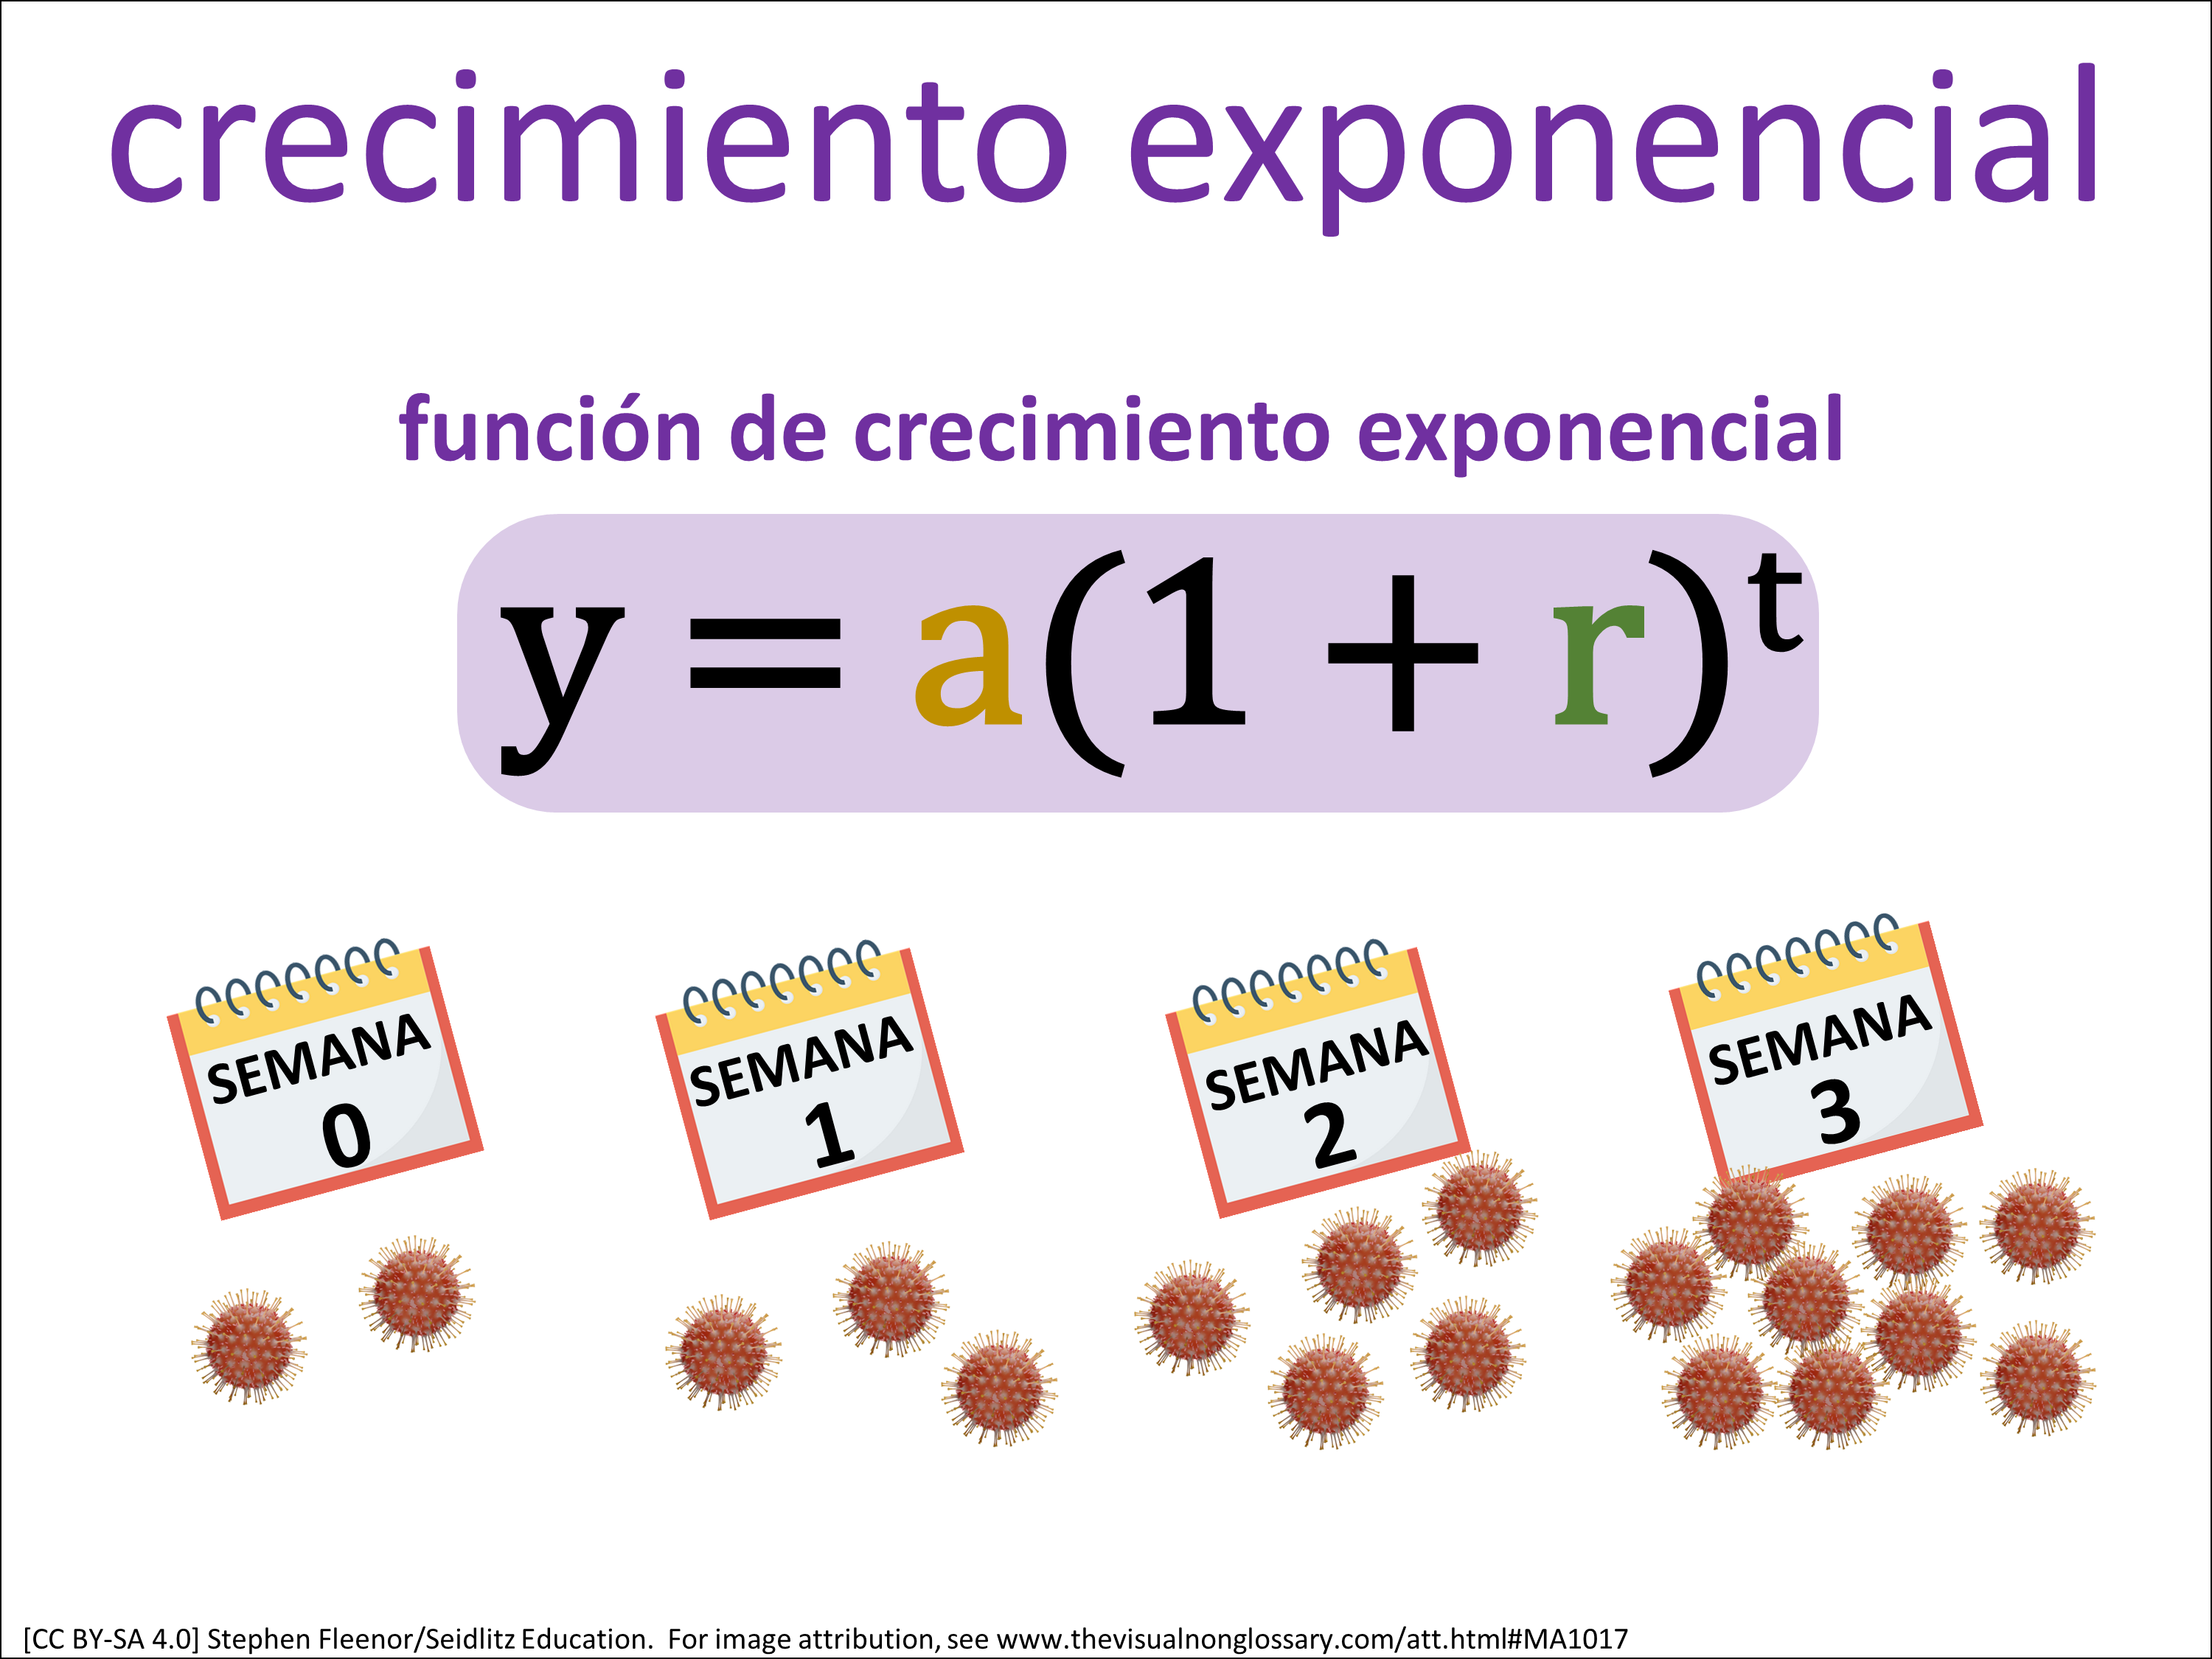 crecimiento exponencial
función de crecimiento exponencial
y = a(1 + r)ᵗ
SEMANA
0
SEMANA
1
SEMANA
2
SEMANA
3
[CC BY-SA 4.0] Stephen Fleenor/Seidlitz Education.  For image attribution, see www.thevisualnonglossary.com/att.html#MA1017